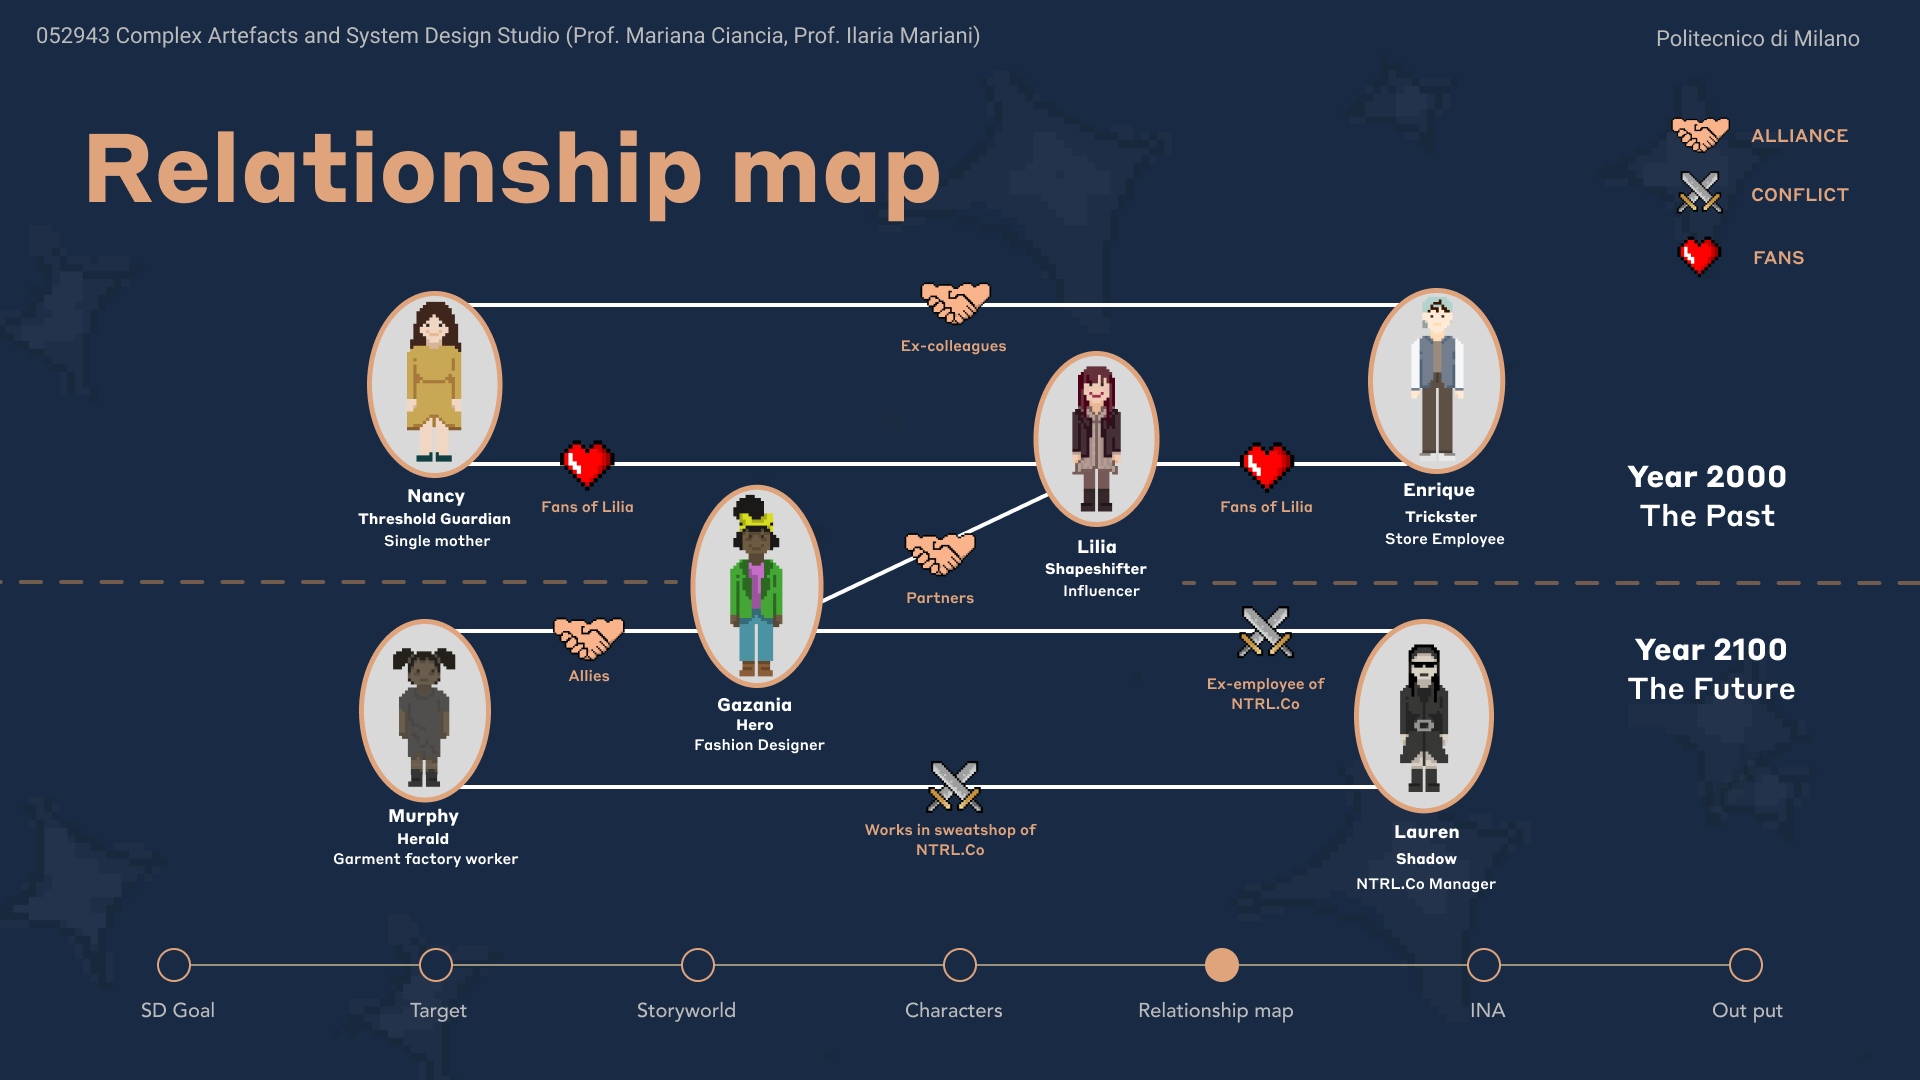 052943 Complex Artefacts and System Design Studio (Prof. Mariana Ciancia, Prof. Ilaria Mariani)
Politecnico di Milano
Relationship map
ALLIANCE
CONFLICT
FANS
Ex-colleagues
Nancy
Threshold Guardian
Single mother
Fans of Lilia
Fans of Lilia
Enrique
Trickster
Store Employee
Year 2000
The Past
Lilia
Shapeshifter
Influencer
Partners
Allies
Gazania
Hero
Fashion Designer
Ex-employee of
NTRL.Co
Year 2100
The Future
Murphy
Herald
Garment factory worker
Works in sweatshop of
NTRL.Co
Lauren
Shadow
NTRL.Co Manager
SD Goal
Target
Storyworld
Characters
Relationship map
INA
Out put